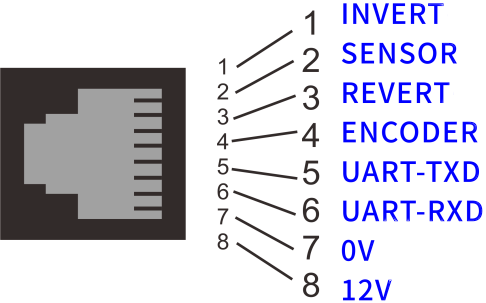 1 1 INVERT
2 2 SENSOR
3 3 REVERT
4 4 ENCODER
5 5 UART-TXD
6 6 UART-RXD
7 7 0V
8 8 12V